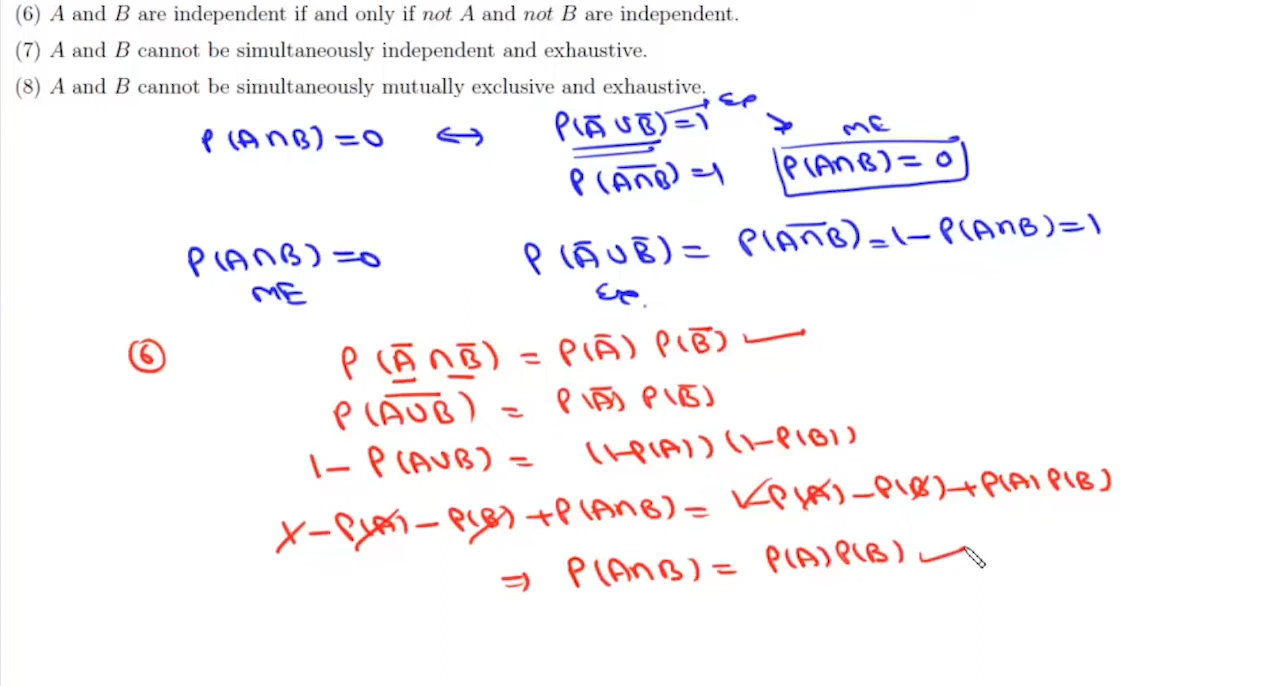 (6) A and B are independent if and only if not A and not B are independent.
(7) A and B cannot be simultaneously independent and exhaustive.
(8) A and B cannot be simultaneously mutually exclusive and exhaustive.
P(A∩B)=0 ↔ P(A̅ ∪ B̅)=1 → Exp → ME
P(A̅∩̅B̅)=1 P(A∩B)=0
P(A∩B)=0 P(A̅ ∪ B̅)= P(A̅∩̅B̅)=1-P(A∩B)=1
ME Exp.
⑥ P(A̅ ∩ B̅) = P(A̅) P(B̅)
P(A̅∪̅B̅) = P(A̅) P(B̅)
1 - P(A∪B) = (1-P(A)) (1-P(B))
1 - P(A) - P(B) + P(A∩B) = 1-P(A) - P(B) + P(A) P(B)
⇒ P(A∩B) = P(A)P(B)